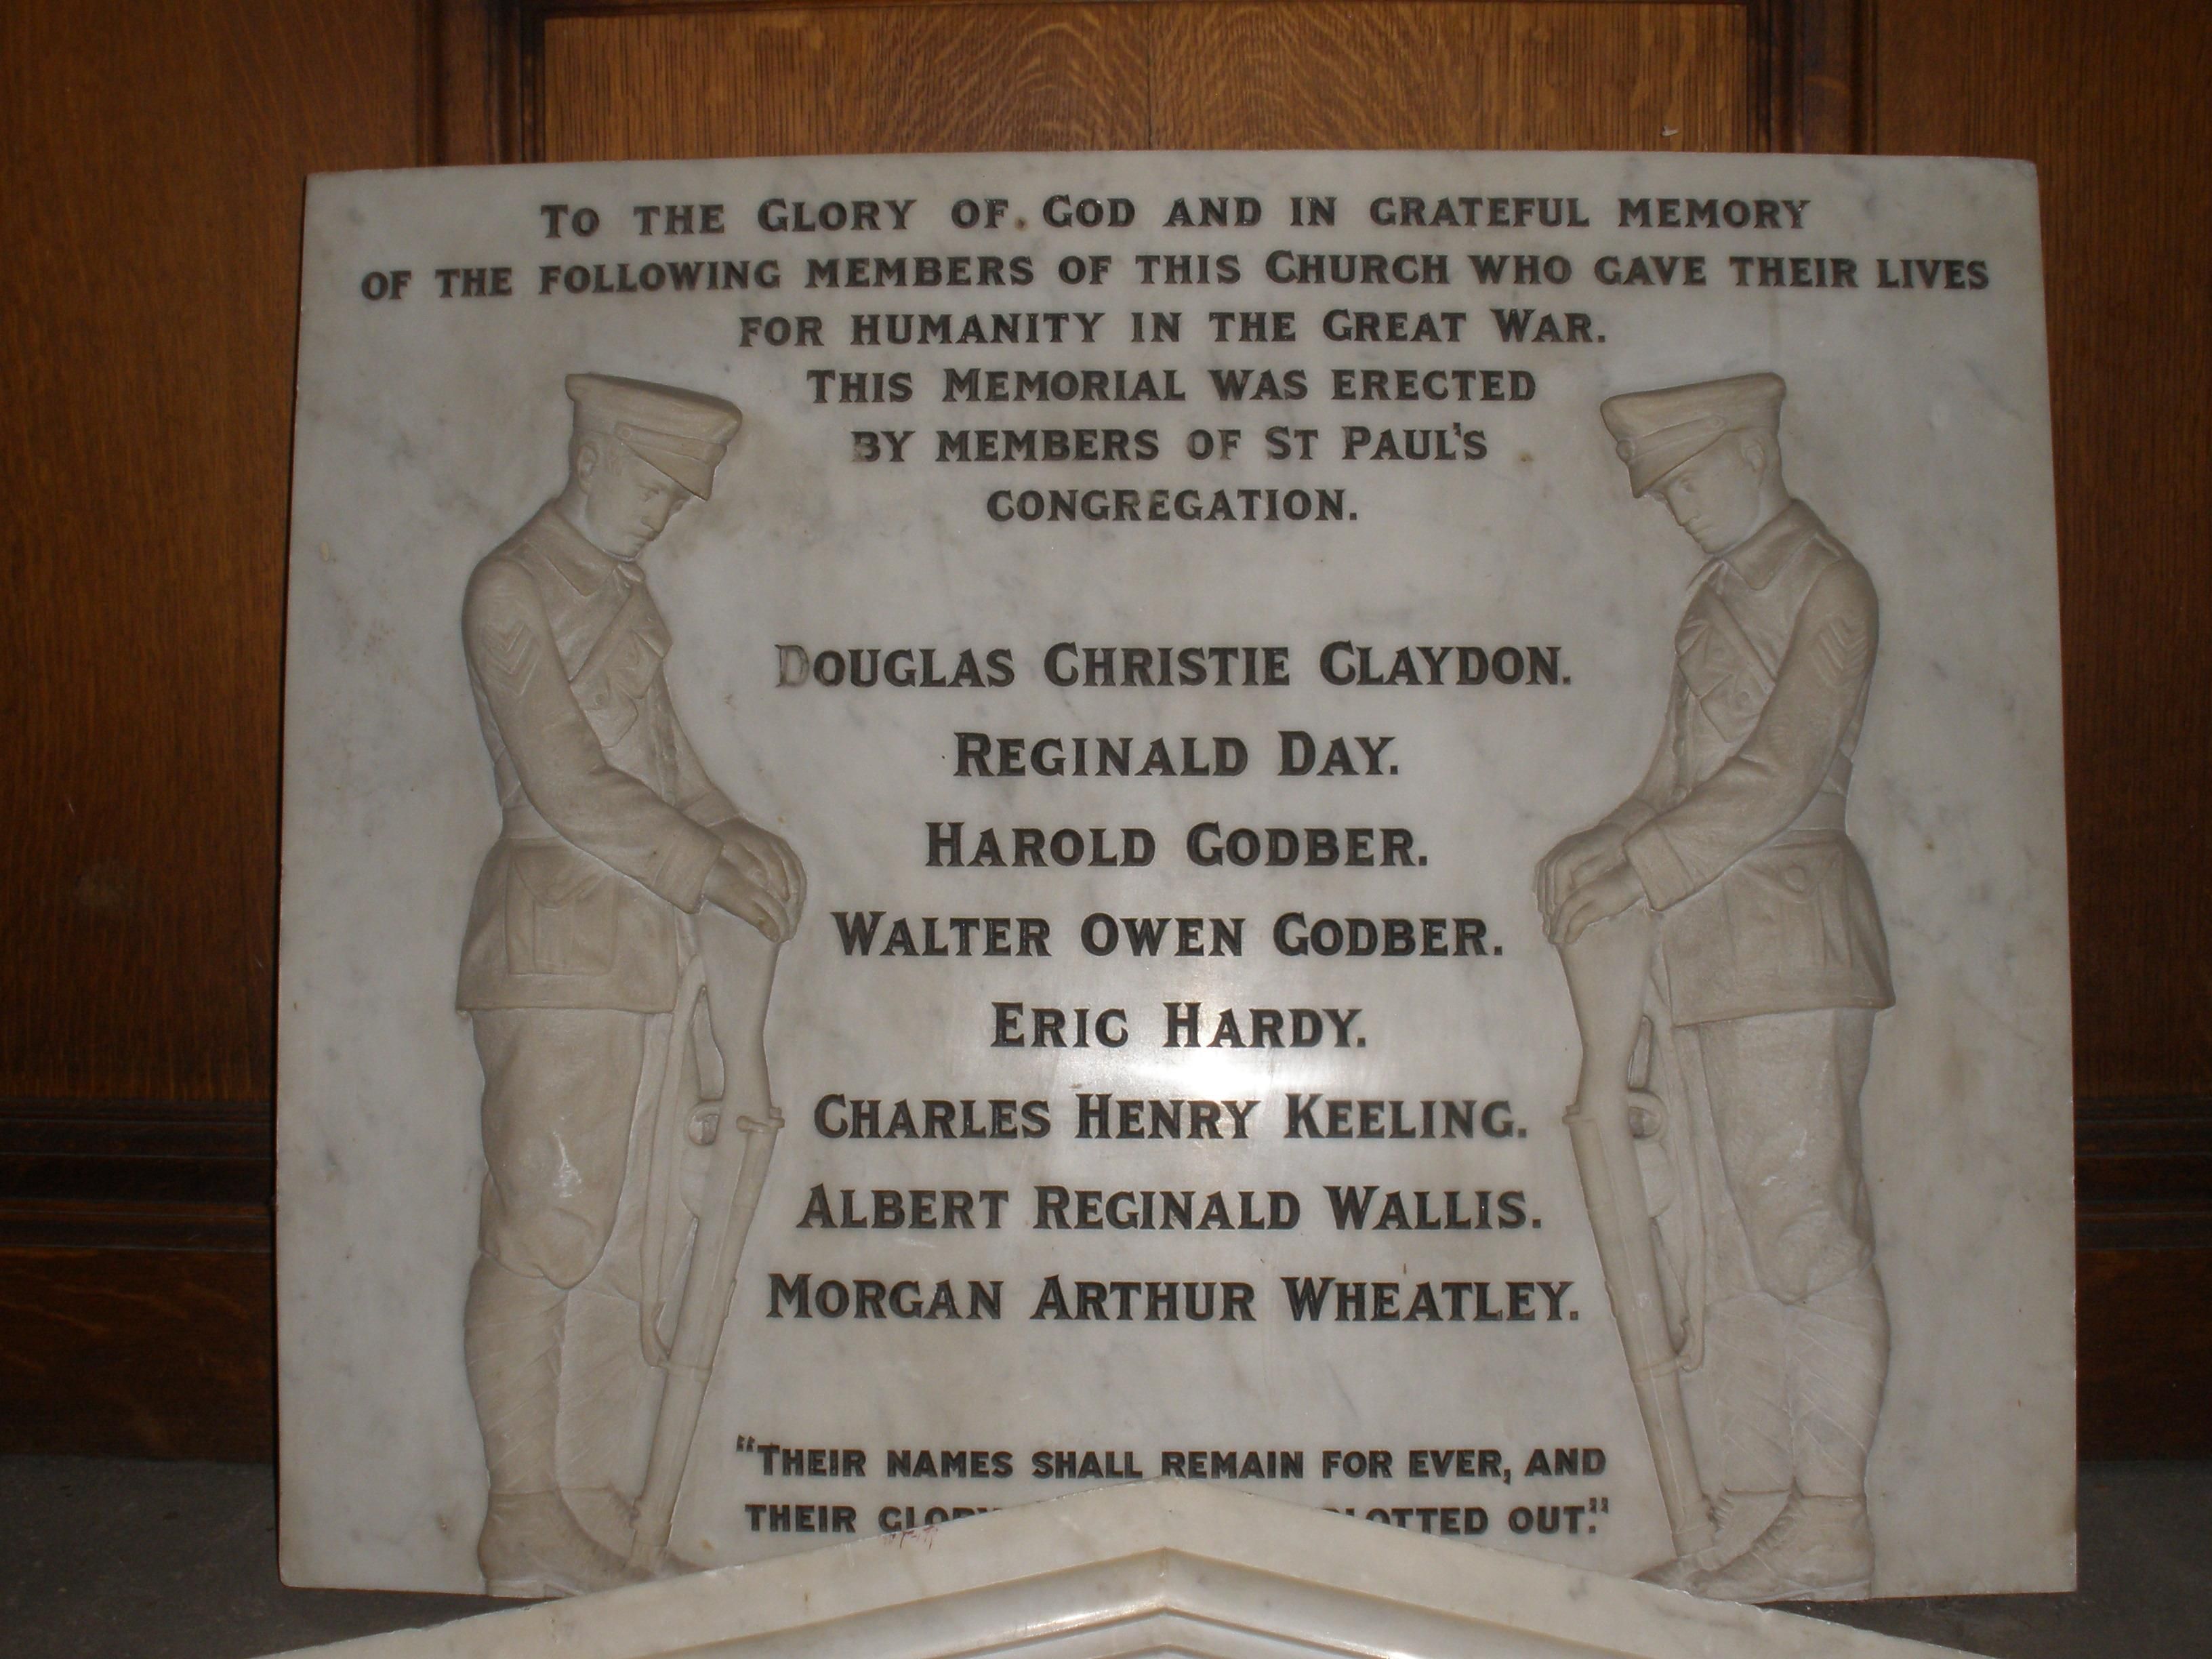 TO THE GLORY OF GOD AND IN GRATEFUL MEMORY
OF THE FOLLOWING MEMBERS OF THIS CHURCH WHO GAVE THEIR LIVES
FOR HUMANITY IN THE GREAT WAR.
THIS MEMORIAL WAS ERECTED
BY MEMBERS OF ST PAUL'S
CONGREGATION.
DOUGLAS CHRISTIE CLAYDON.
REGINALD DAY.
HAROLD GODBER.
WALTER OWEN GODBER.
ERIC HARDY.
CHARLES HENRY KEELING.
ALBERT REGINALD WALLIS.
MORGAN ARTHUR WHEATLEY.
"THEIR NAMES SHALL REMAIN FOR EVER, AND
THEIR GLORY BLOTTED OUT."